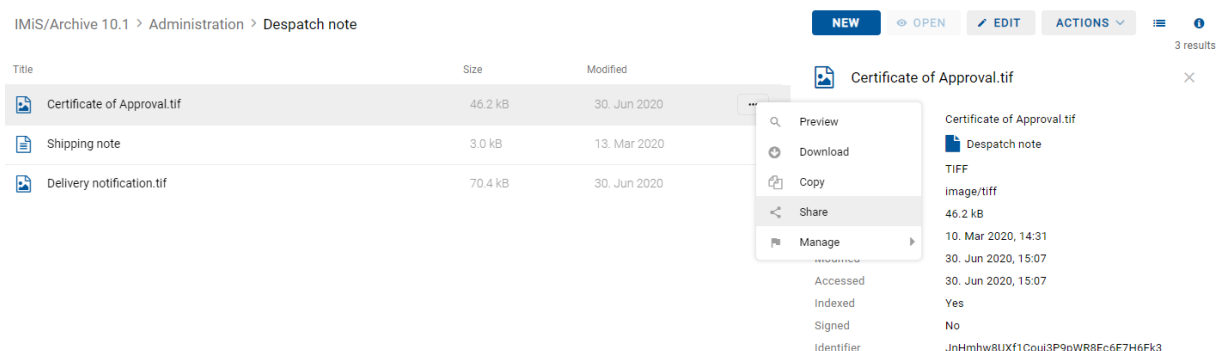 IMiS/Archive 10.1 > Administration > Despatch note
NEW
OPEN
EDIT
ACTIONS
3 results
Title Size Modified
Certificate of Approval.tif 46.2 kB 30. Jun 2020 ...
Shipping note 3.0 kB 13. Mar 2020
Delivery notification.tif 70.4 kB 30. Jun 2020
Preview
Download
Copy
Share
Manage
Certificate of Approval.tif
Certificate of Approval.tif
Despatch note
TIFF
image/tiff
46.2 kB
10. Mar 2020, 14:31
Modified 30. Jun 2020, 15:07
Accessed 30. Jun 2020, 15:07
Indexed Yes
Signed No
Identifier